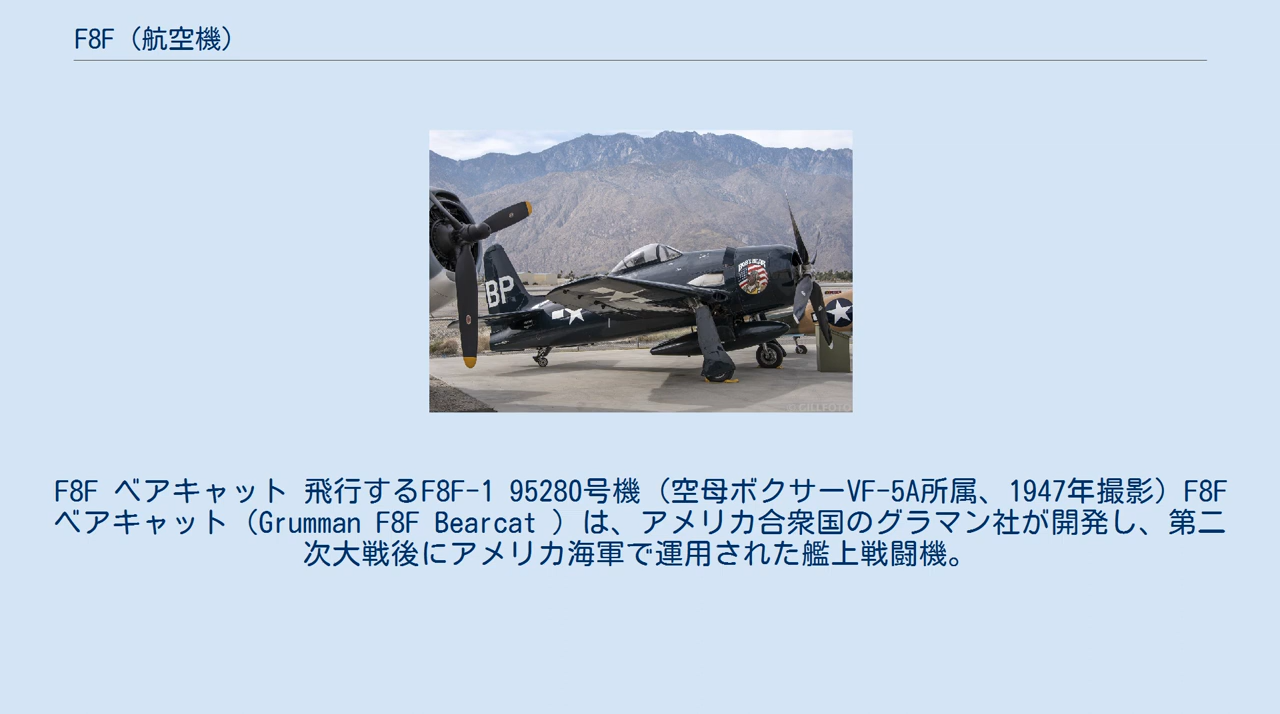 F8F（航空機）
BP
F8F ベアキャット 飛行するF8F-1 95280号機（空母ボクサーVF-5A所属、1947年撮影）F8F
ベアキャット（Grumman F8F Bearcat ）は、アメリカ合衆国のグラマン社が開発し、第二
次大戦後にアメリカ海軍で運用された艦上戦闘機。